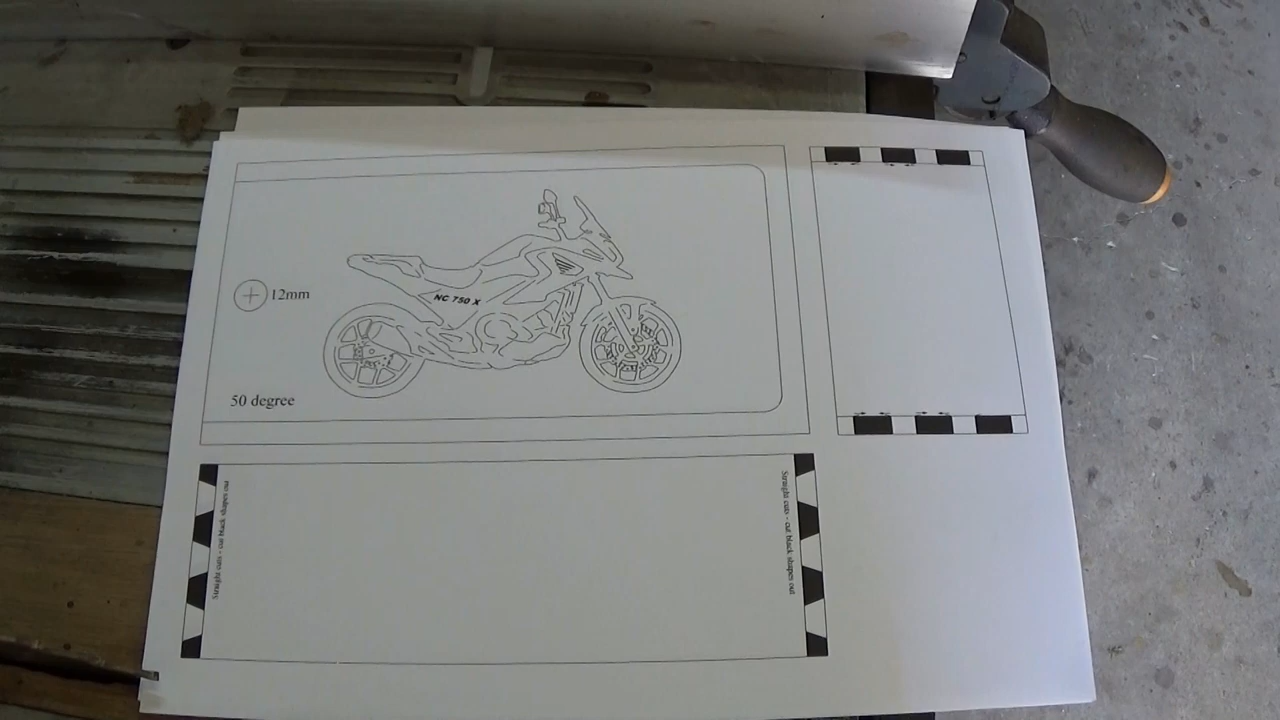 12mm
NC 750 X
50 degree
Straight cuts - cut black shapes out
Straight cuts - cut black shapes out